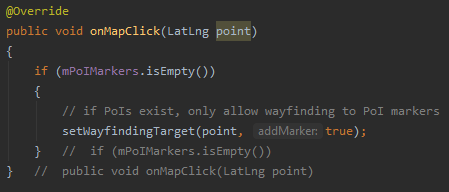 @Override
public void onMapClick(LatLng point)
{
    if (mPoIMarkers.isEmpty())
    {
        // if PoIs exist, only allow wayfinding to PoI markers
        setWayfindingTarget(point, addMarker: true);
    }   //  if (mPoIMarkers.isEmpty())
}   //  public void onMapClick(LatLng point)